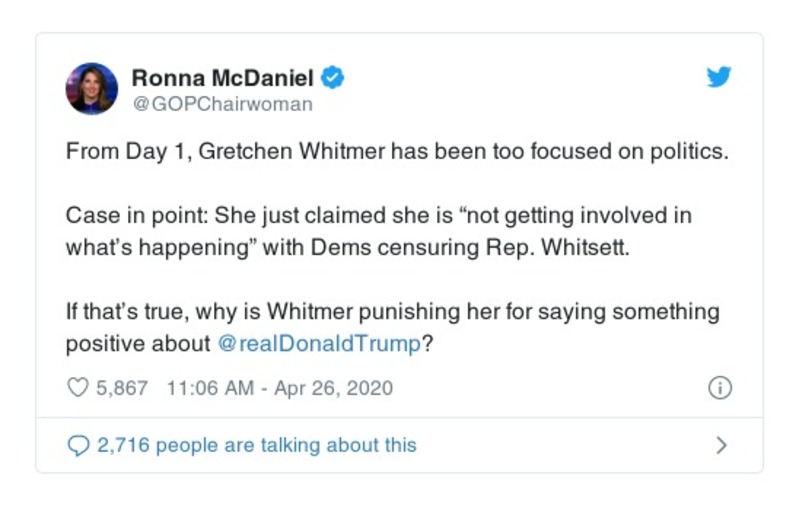 Ronna McDaniel
@GOPChairwoman
From Day 1, Gretchen Whitmer has been too focused on politics.
Case in point: She just claimed she is “not getting involved in
what’s happening” with Dems censuring Rep. Whitsett.
If that’s true, why is Whitmer punishing her for saying something
positive about @realDonaldTrump?
5,867 11:06 AM - Apr 26, 2020
2,716 people are talking about this